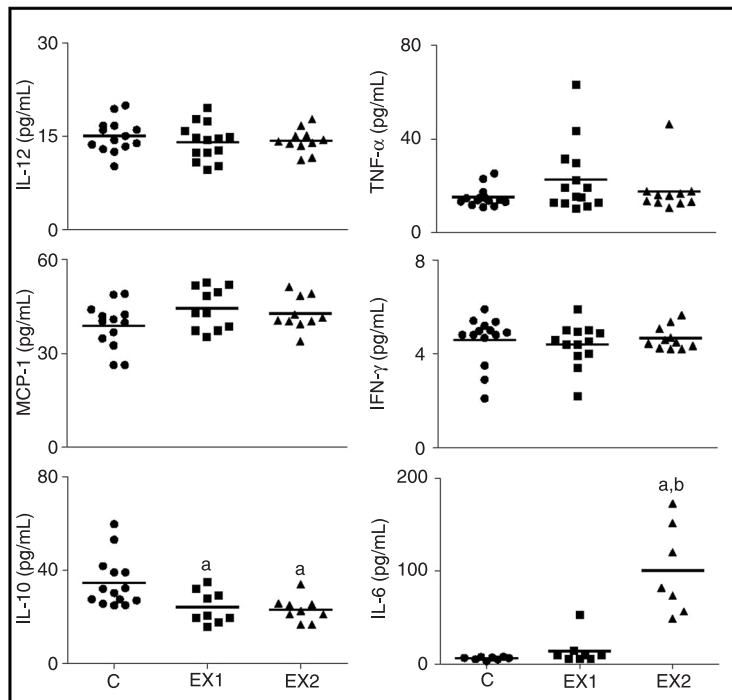 30
15
0
IL-12 (pg/mL)
80
40
0
TNF-α (pg/mL)
60
30
0
MCP-1 (pg/mL)
8
4
0
IFN-γ (pg/mL)
80
40
0
IL-10 (pg/mL)
a
a
C EX1 EX2
200
100
0
IL-6 (pg/mL)
a,b
C EX1 EX2